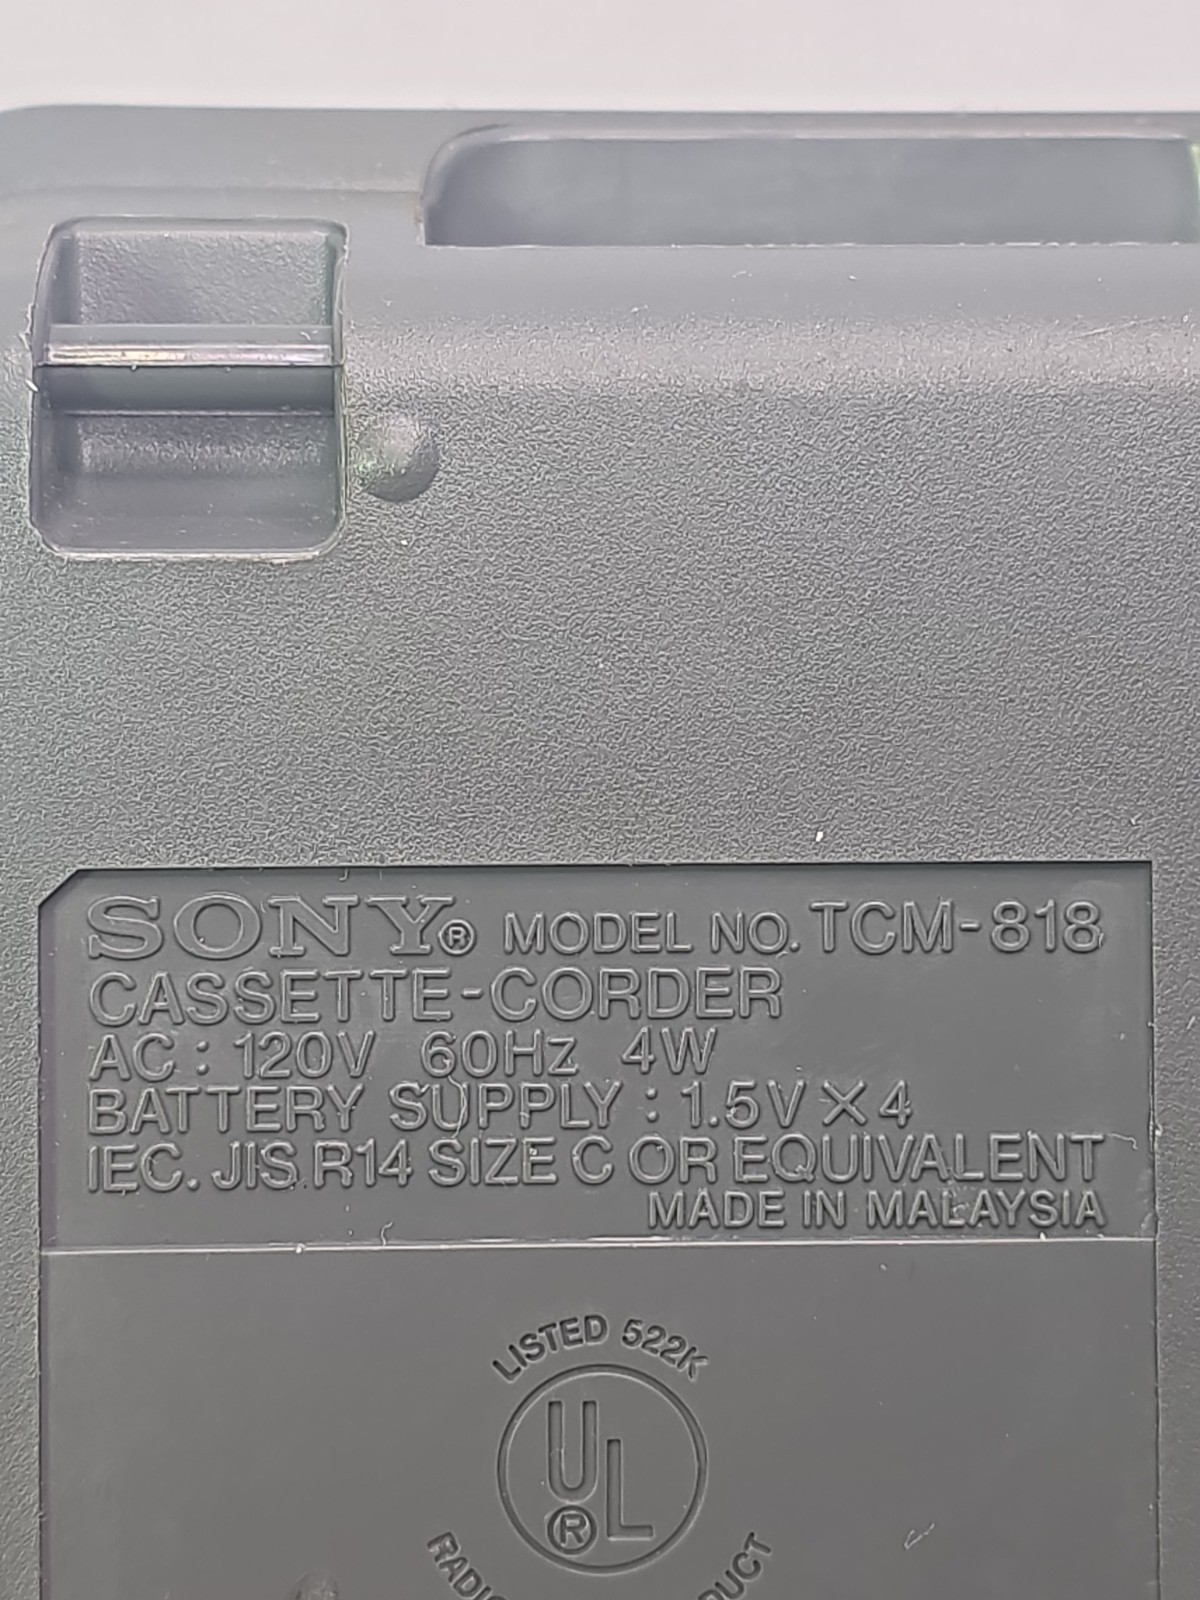 SONY® MODEL NO. TCM-818
CASSETTE-CORDER
AC : 120V 60Hz 4W
BATTERY SUPPLY : 1.5V×4
IEC. JIS R14 SIZE C OR EQUIVALENT
MADE IN MALAYSIA
LISTED 522K
UL®